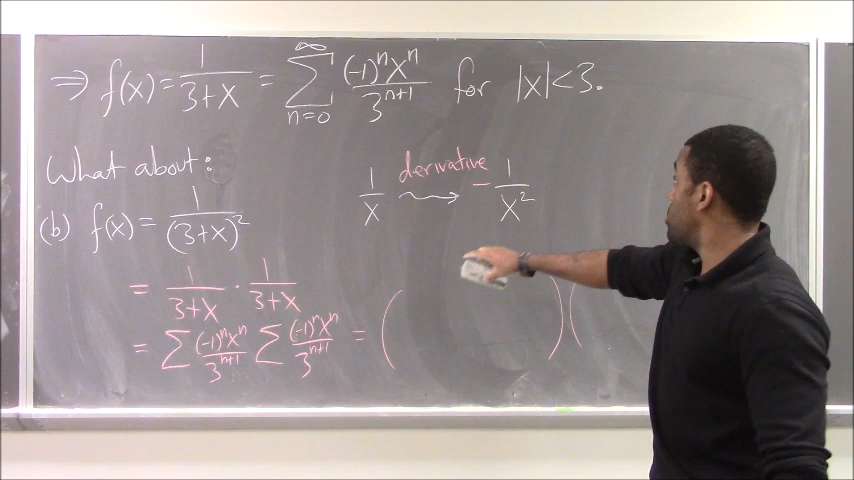 ⇒ f(x) = 1/(3+x) = ∑_{n=0}^{∞} (-1)^n x^n / 3^{n+1} for |x| < 3.
What about:
1/x ⇝ derivative - 1/x^2
(b) f(x) = 1/(3+x)^2
= 1/(3+x) · 1/(3+x)
= ∑ (-1)^n x^n / 3^{n+1} ∑ (-1)^n x^n / 3^{n+1} = ( ) (